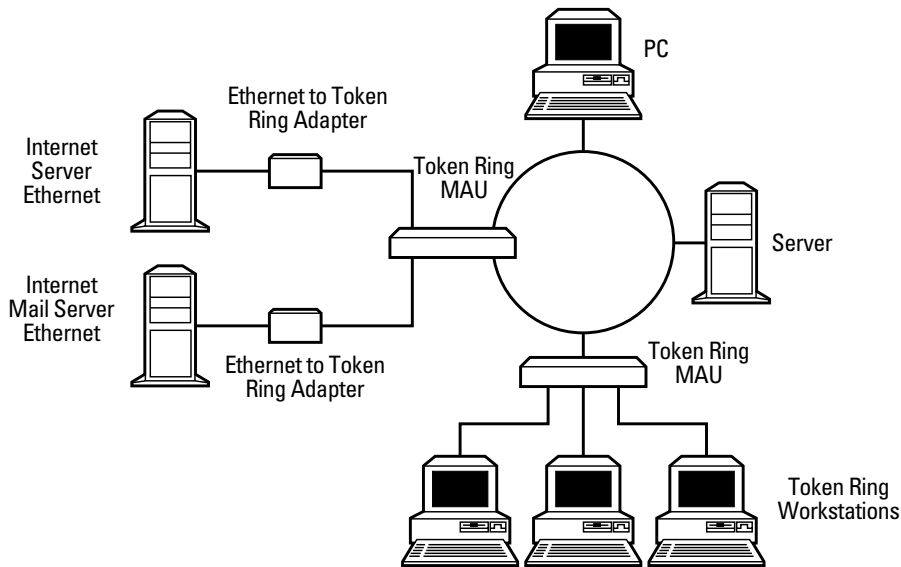 PC
Ethernet to Token
Ring Adapter
Internet
Server
Ethernet
Token Ring
MAU
Server
Internet
Mail Server
Ethernet
Ethernet to Token
Ring Adapter
Token Ring
MAU
Token Ring
Workstations